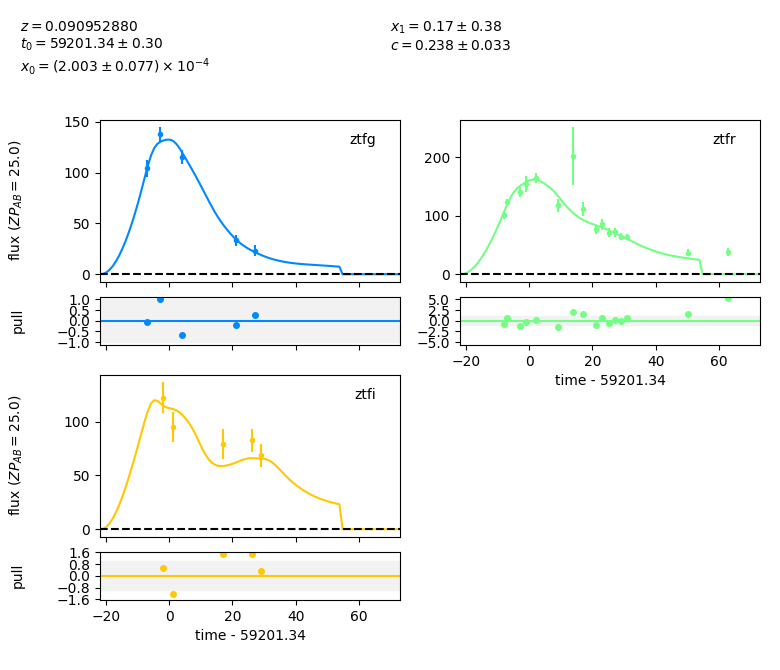 z = 0.090952880
t₀ = 59201.34 ± 0.30
x₀ = (2.003 ± 0.077) × 10⁻⁴
x₁ = 0.17 ± 0.38
c = 0.238 ± 0.033
ztfg
flux (ZP_AB = 25.0)
150
100
50
0
ztfr
200
100
0
pull
1.0
0.5
0.0
−0.5
−1.0
5.0
2.5
0.0
−2.5
−5.0
−20 0 20 40 60
time - 59201.34
ztfi
flux (ZP_AB = 25.0)
100
50
0
pull
1.6
0.8
0.0
−0.8
−1.6
−20 0 20 40 60
time - 59201.34